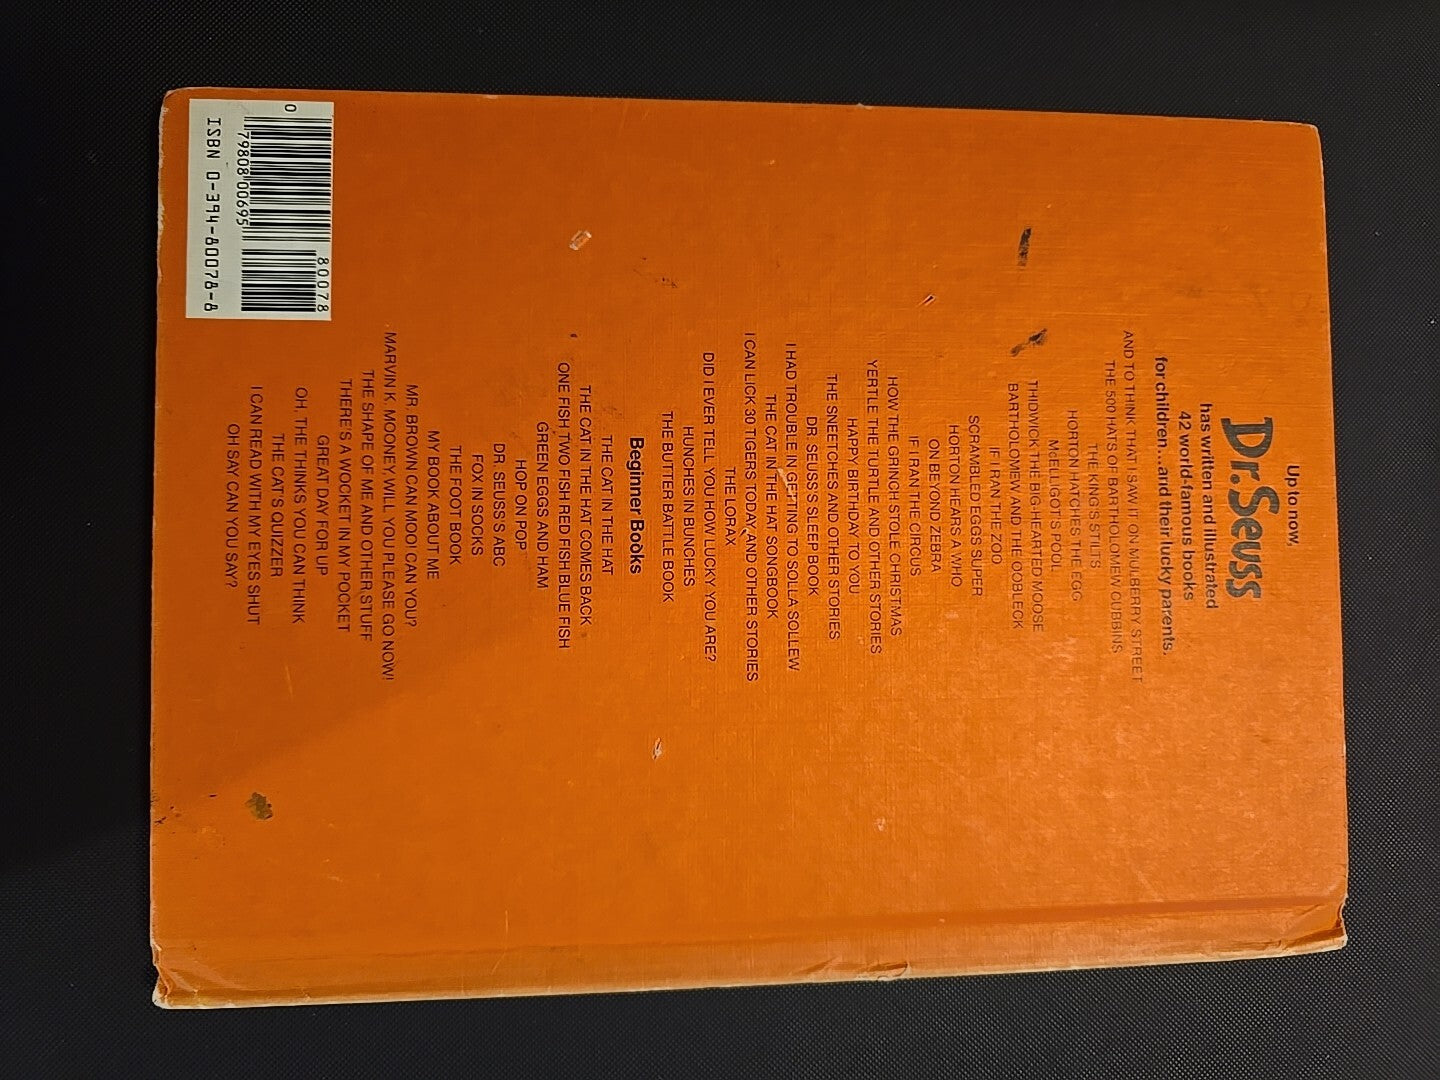 Up to now,
Dr. Seuss
has written and illustrated
42 world-famous books
for children...and their lucky parents.
AND TO THINK THAT I SAW IT ON MULBERRY STREET
THE 500 HATS OF BARTHOLOMEW CUBBINS
THE KING'S STILTS
HORTON HATCHES THE EGG
McELLIGOT'S POOL
THIDWICK THE BIG-HEARTED MOOSE
BARTHOLOMEW AND THE OOBLECK
IF I RAN THE ZOO
SCRAMBLED EGGS SUPER
HORTON HEARS A WHO
ON BEYOND ZEBRA
IF I RAN THE CIRCUS
HOW THE GRINCH STOLE CHRISTMAS
YERTLE THE TURTLE AND OTHER STORIES
HAPPY BIRTHDAY TO YOU
THE SNEETCHES AND OTHER STORIES
DR. SEUSS'S SLEEP BOOK
I HAD TROUBLE IN GETTING TO SOLLA SOLLEW
THE CAT IN THE HAT SONGBOOK
I CAN LICK 30 TIGERS TODAY AND OTHER STORIES
THE LORAX
DID I EVER TELL YOU HOW LUCKY YOU ARE?
HUNCHES IN BUNCHES
THE BUTTER BATTLE BOOK
Beginner Books
THE CAT IN THE HAT
THE CAT IN THE HAT COMES BACK
ONE FISH TWO FISH RED FISH BLUE FISH
GREEN EGGS AND HAM
HOP ON POP
DR. SEUSS'S ABC
FOX IN SOCKS
THE FOOT BOOK
MY BOOK ABOUT ME
MR. BROWN CAN MOO! CAN YOU?
MARVIN K. MOONEY, WILL YOU PLEASE GO NOW!
THE SHAPE OF ME AND OTHER STUFF
THERE'S A WOCKET IN MY POCKET
GREAT DAY FOR UP
OH, THE THINKS YOU CAN THINK
THE CAT'S QUIZZER
I CAN READ WITH MY EYES SHUT
OH SAY CAN YOU SAY?
80078
0 79808 00695
ISBN 0-394-80078-8